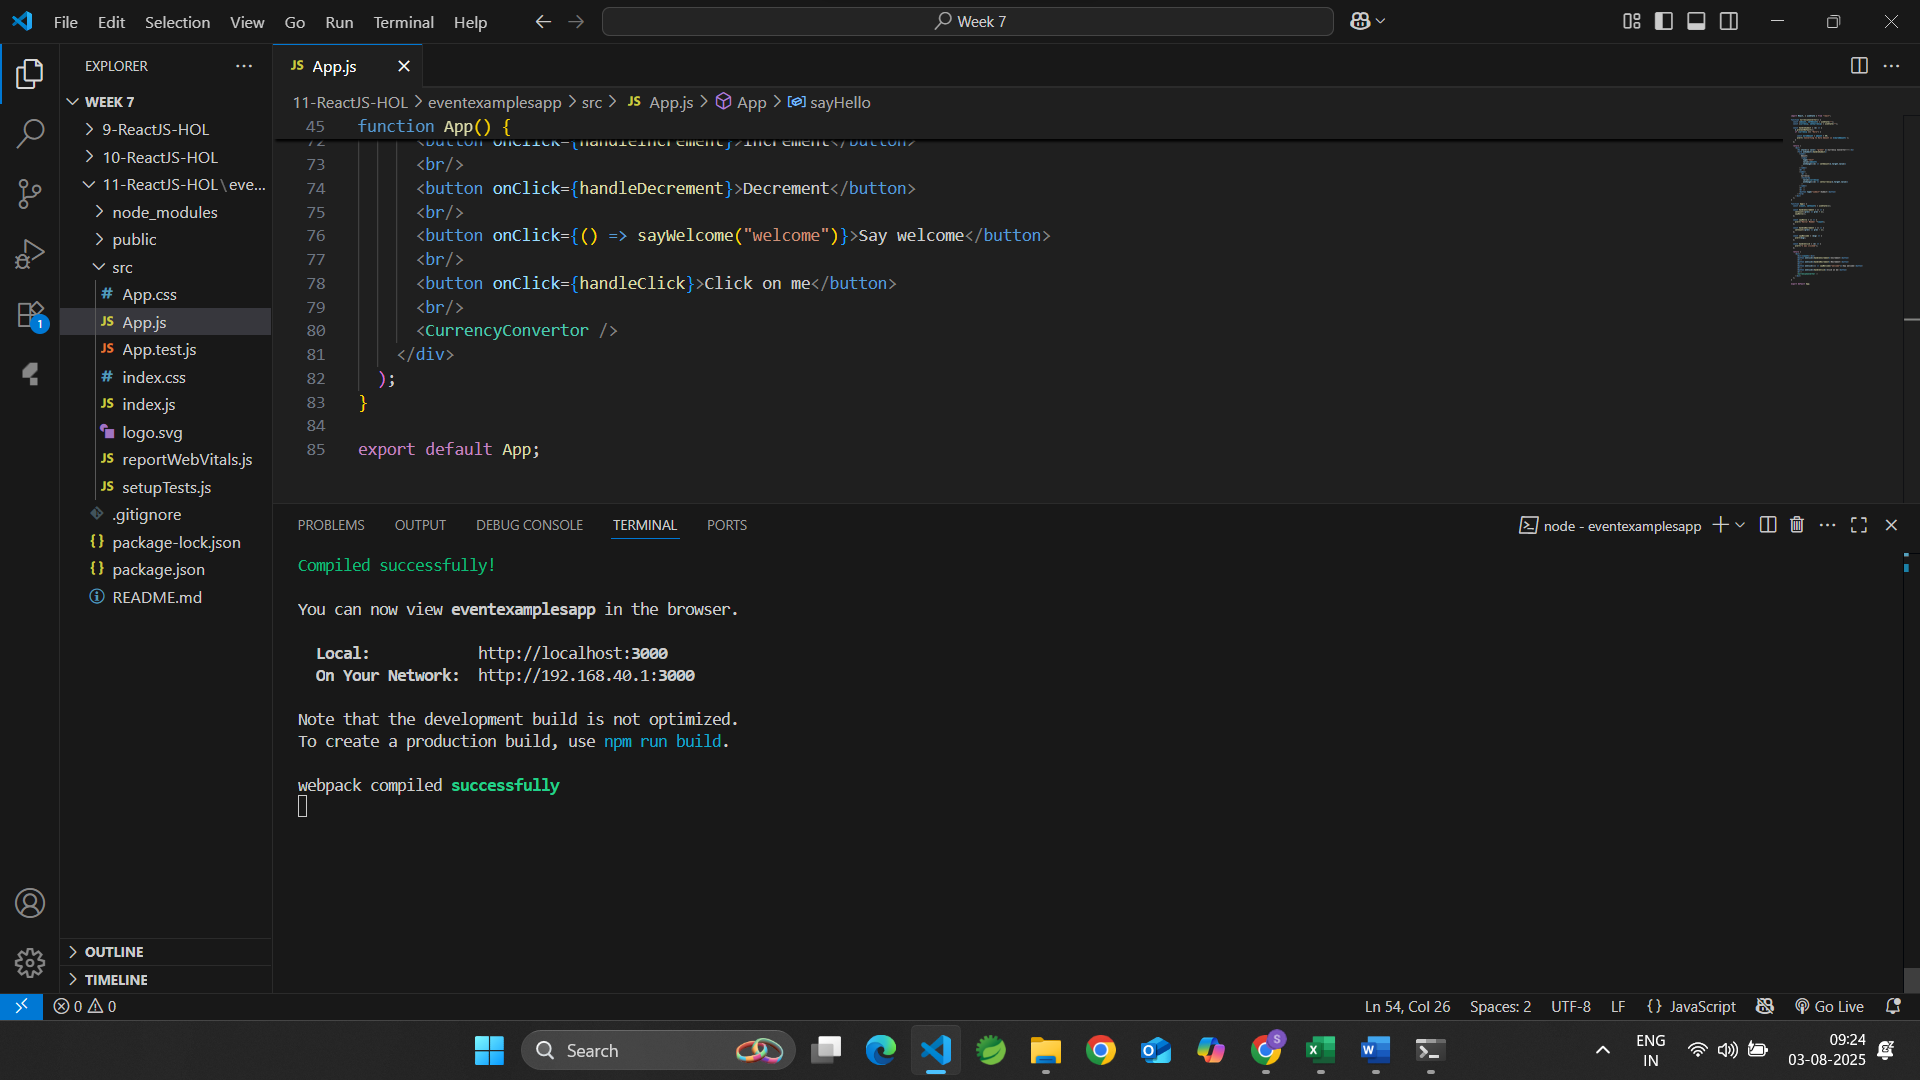 File Edit Selection View Go Run Terminal Help
Week 7
EXPLORER
WEEK 7
9-ReactJS-HOL
10-ReactJS-HOL
11-ReactJS-HOL\eve...
node_modules
public
src
# App.css
JS App.js
JS App.test.js
# index.css
JS index.js
logo.svg
JS reportWebVitals.js
JS setupTests.js
.gitignore
{} package-lock.json
{} package.json
README.md
OUTLINE
TIMELINE
1
JS App.js
11-ReactJS-HOL > eventexamplesapp > src > JS App.js > App > sayHello
45 function App() {
72 <button onClick={handleIncrement}>Increment</button>
73 <br/>
74 <button onClick={handleDecrement}>Decrement</button>
75 <br/>
76 <button onClick={() => sayWelcome("welcome")}>Say welcome</button>
77 <br/>
78 <button onClick={handleClick}>Click on me</button>
79 <br/>
80 <CurrencyConvertor />
81 </div>
82 );
83 }
84
85 export default App;
PROBLEMS OUTPUT DEBUG CONSOLE TERMINAL PORTS
node - eventexamplesapp
Compiled successfully!
You can now view eventexamplesapp in the browser.
Local: http://localhost:3000
On Your Network: http://192.168.40.1:3000
Note that the development build is not optimized.
To create a production build, use npm run build.
webpack compiled successfully
0 0
Ln 54, Col 26 Spaces: 2 UTF-8 LF {} JavaScript Go Live
Search
S
ENG
IN
09:24
03-08-2025